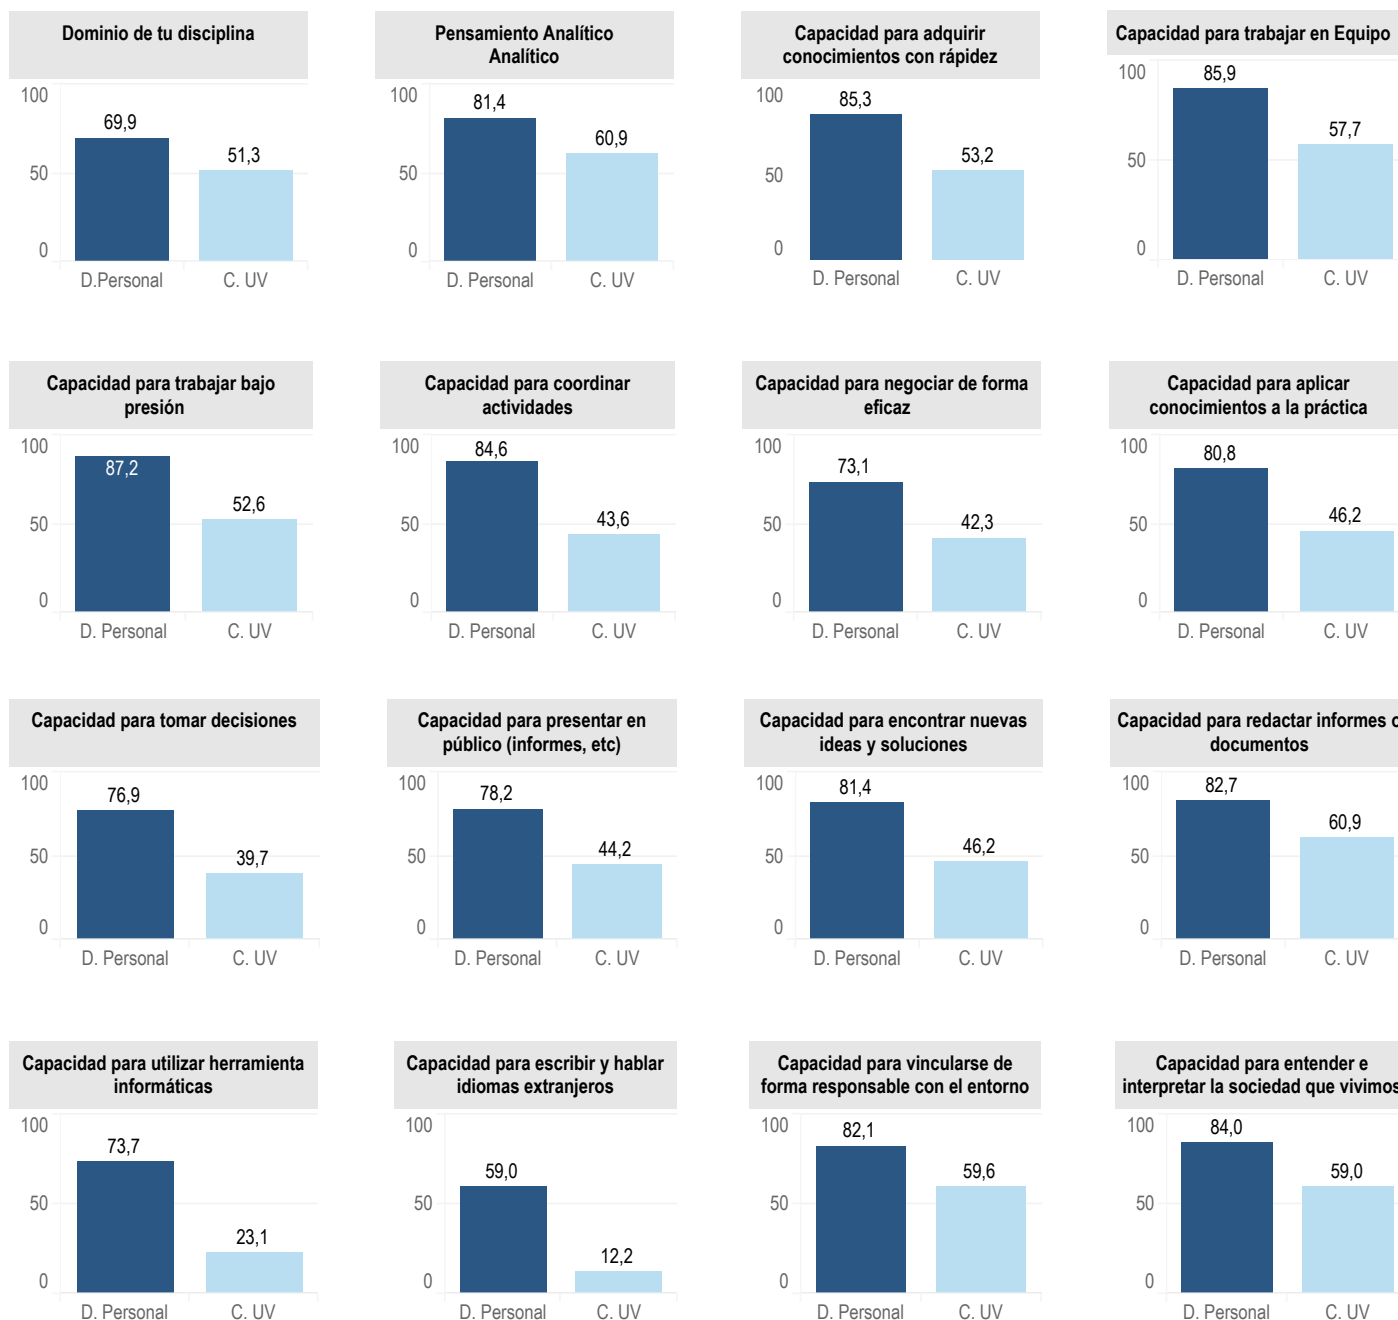 Dominio de tu disciplina
100
69,9
51,3
50
0
D.Personal
C. UV
Pensamiento Analítico
Analítico
100
81,4
60,9
50
0
D. Personal
C. UV
Capacidad para adquirir
conocimientos con rápidez
100
85,3
53,2
50
0
D. Personal
C. UV
Capacidad para trabajar en Equipo
100
85,9
57,7
50
0
D. Personal
C. UV
Capacidad para trabajar bajo
presión
100
87,2
52,6
50
0
D. Personal
C. UV
Capacidad para coordinar
actividades
100
84,6
43,6
50
0
D. Personal
C. UV
Capacidad para negociar de forma
eficaz
100
73,1
42,3
50
0
D. Personal
C. UV
Capacidad para aplicar
conocimientos a la práctica
100
80,8
46,2
50
0
D. Personal
C. UV
Capacidad para tomar decisiones
100
76,9
39,7
50
0
D. Personal
C. UV
Capacidad para presentar en
público (informes, etc)
100
78,2
44,2
50
0
D. Personal
C. UV
Capacidad para encontrar nuevas
ideas y soluciones
100
81,4
46,2
50
0
D. Personal
C. UV
Capacidad para redactar informes o
documentos
100
82,7
60,9
50
0
D. Personal
C. UV
Capacidad para utilizar herramienta
informáticas
100
73,7
23,1
50
0
D. Personal
C. UV
Capacidad para escribir y hablar
idiomas extranjeros
100
59,0
12,2
50
0
D. Personal
C. UV
Capacidad para vincularse de
forma responsable con el entorno
100
82,1
59,6
50
0
D. Personal
C. UV
Capacidad para entender e
interpretar la sociedad que vivimos
100
84,0
59,0
50
0
D. Personal
C. UV